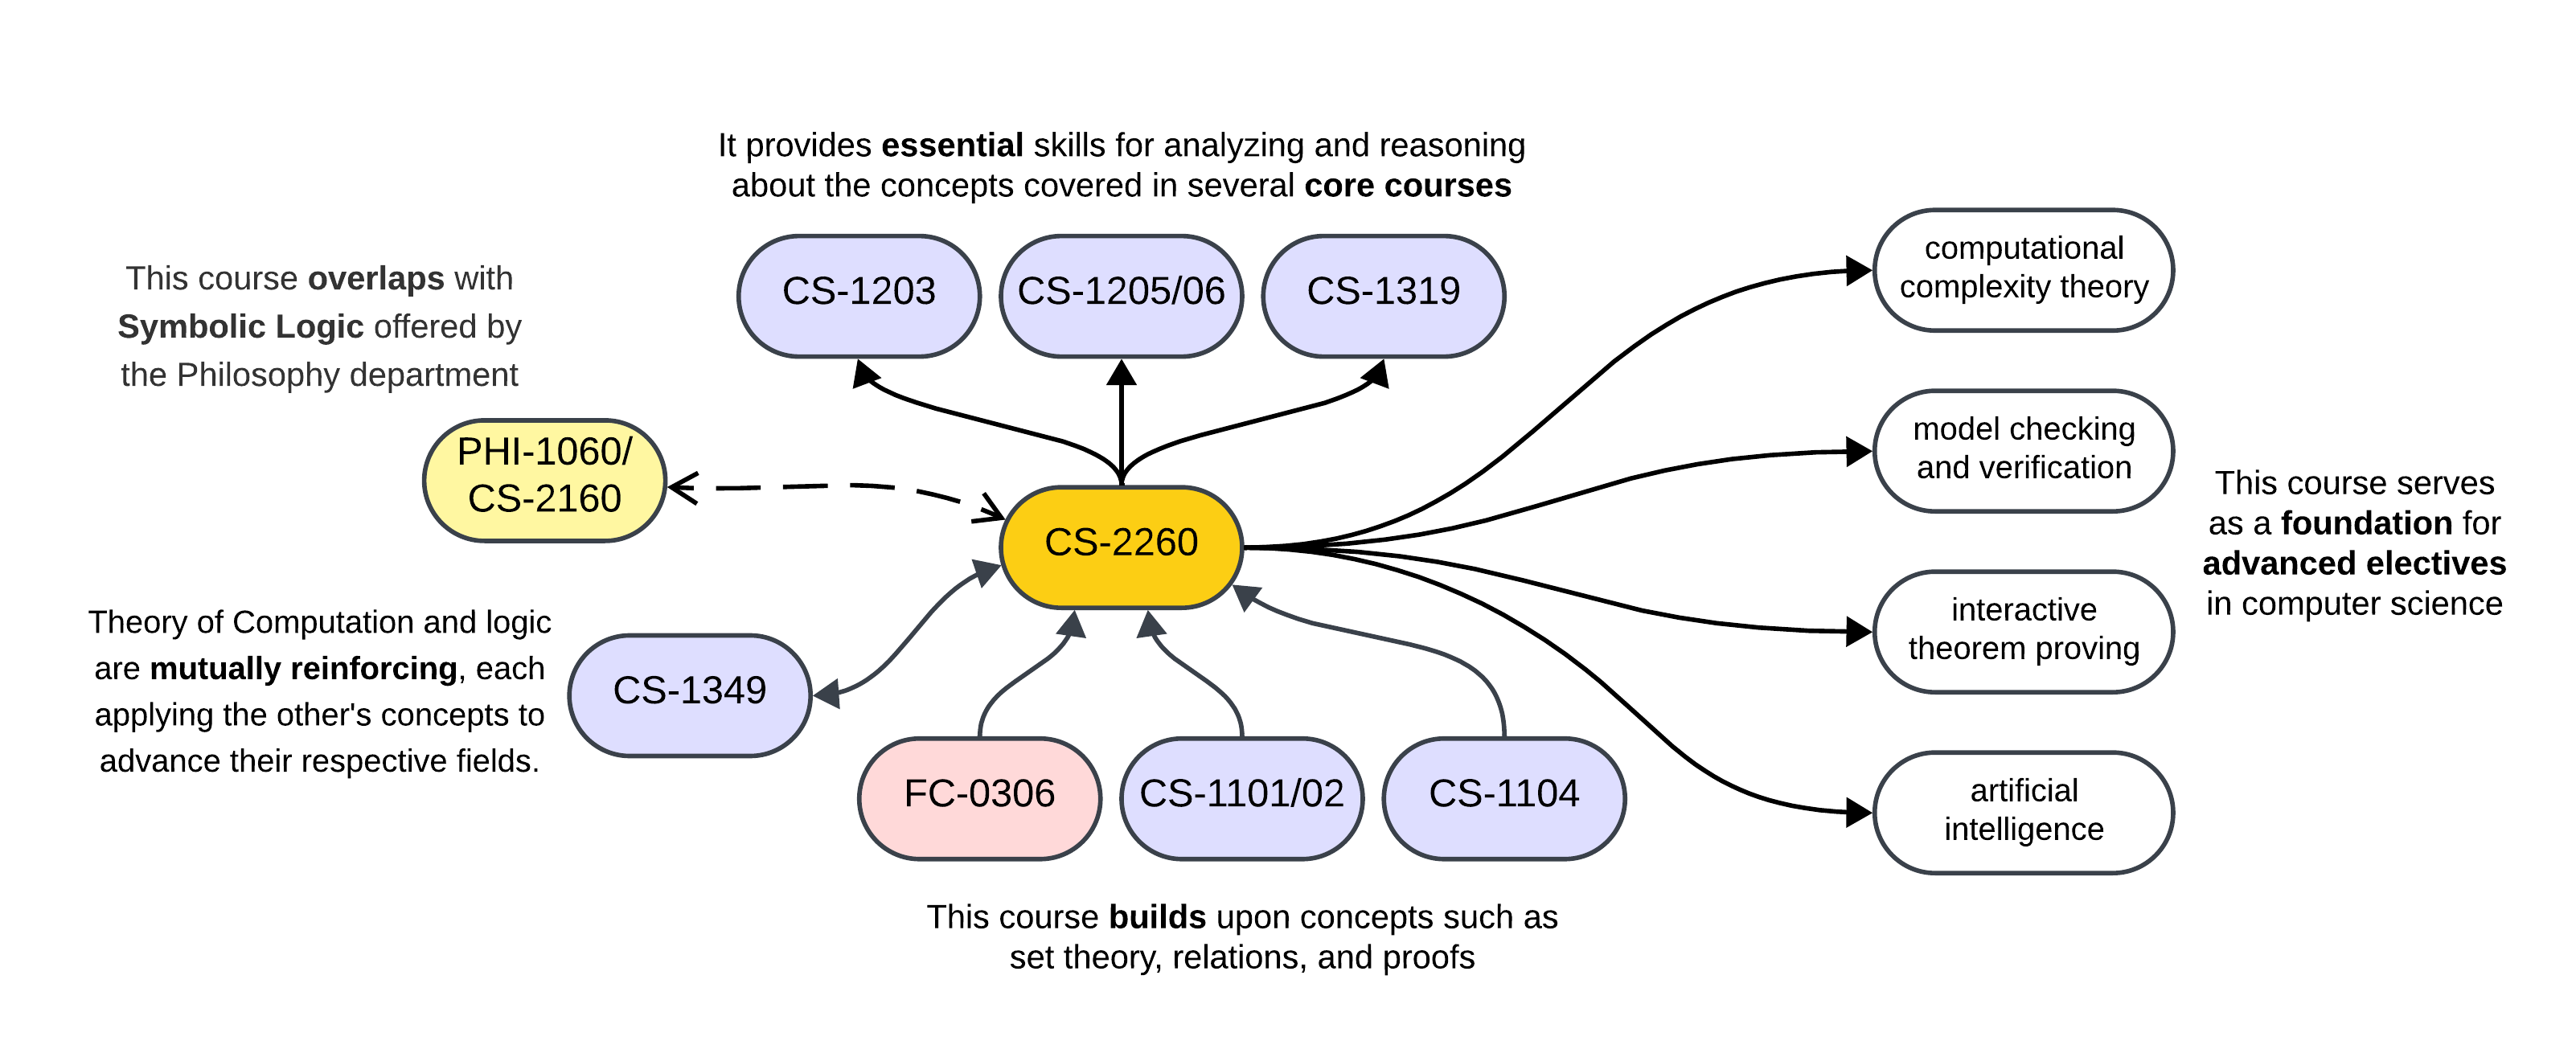 It provides essential skills for analyzing and reasoning
about the concepts covered in several core courses
CS-1203
CS-1205/06
CS-1319
This course overlaps with
Symbolic Logic offered by
the Philosophy department
PHI-1060/
CS-2160
CS-2260
Theory of Computation and logic
are mutually reinforcing, each
applying the other's concepts to
advance their respective fields.
CS-1349
FC-0306
CS-1101/02
CS-1104
This course builds upon concepts such as
set theory, relations, and proofs
computational
complexity theory
model checking
and verification
interactive
theorem proving
artificial
intelligence
This course serves
as a foundation for
advanced electives
in computer science